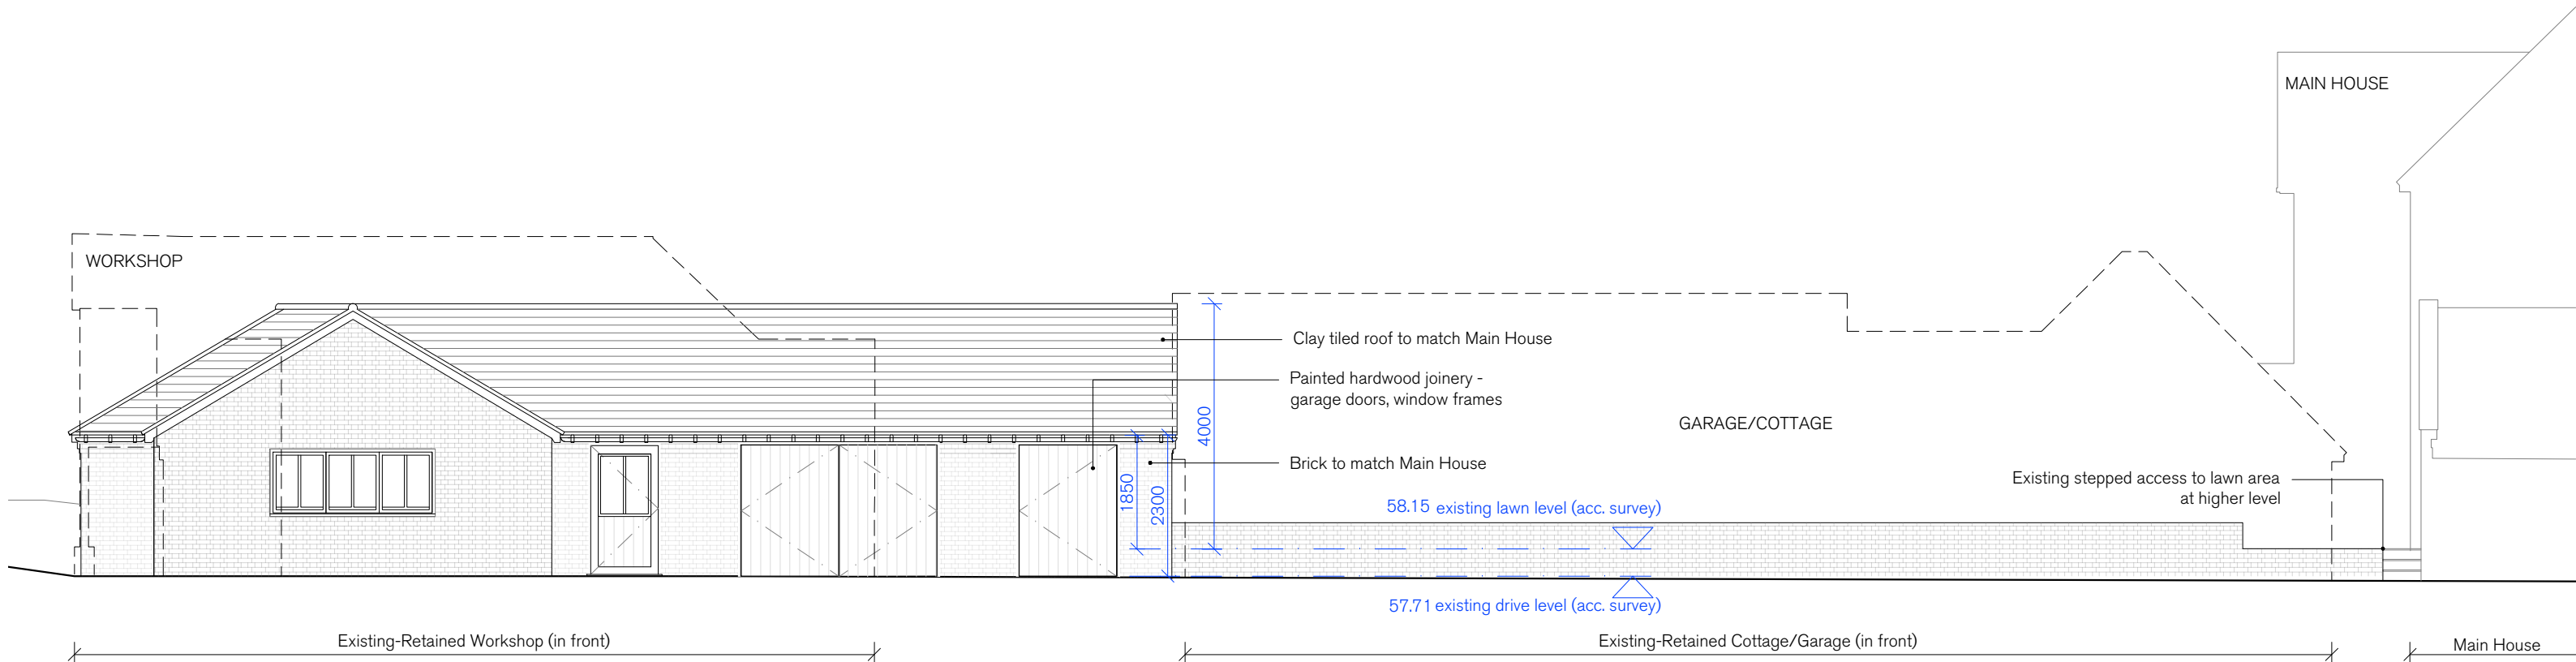 MAIN HOUSE
WORKSHOP
Clay tiled roof to match Main House
Painted hardwood joinery -
garage doors, window frames
GARAGE/COTTAGE
4000
Brick to match Main House
1850
2300
Existing stepped access to lawn area
at higher level
58.15 existing lawn level (acc. survey)
57.71 existing drive level (acc. survey)
Existing-Retained Workshop (in front)
Existing-Retained Cottage/Garage (in front)
Main House